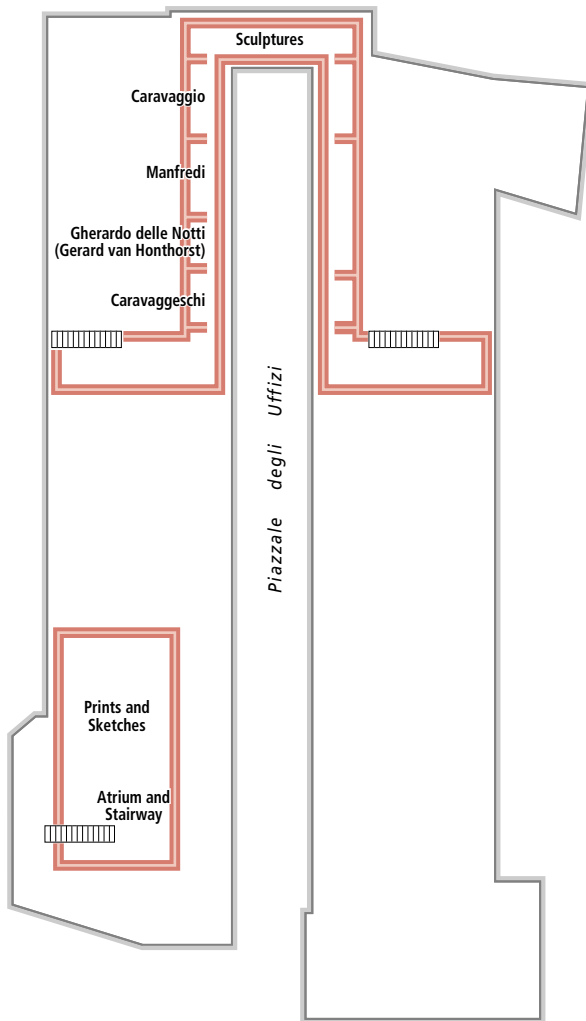 Sculptures
Caravaggio
Manfredi
Gherardo delle Notti
(Gerard van Honthorst)
Caravaggeschi
Piazzale degli Uffizi
Prints and
Sketches
Atrium and
Stairway